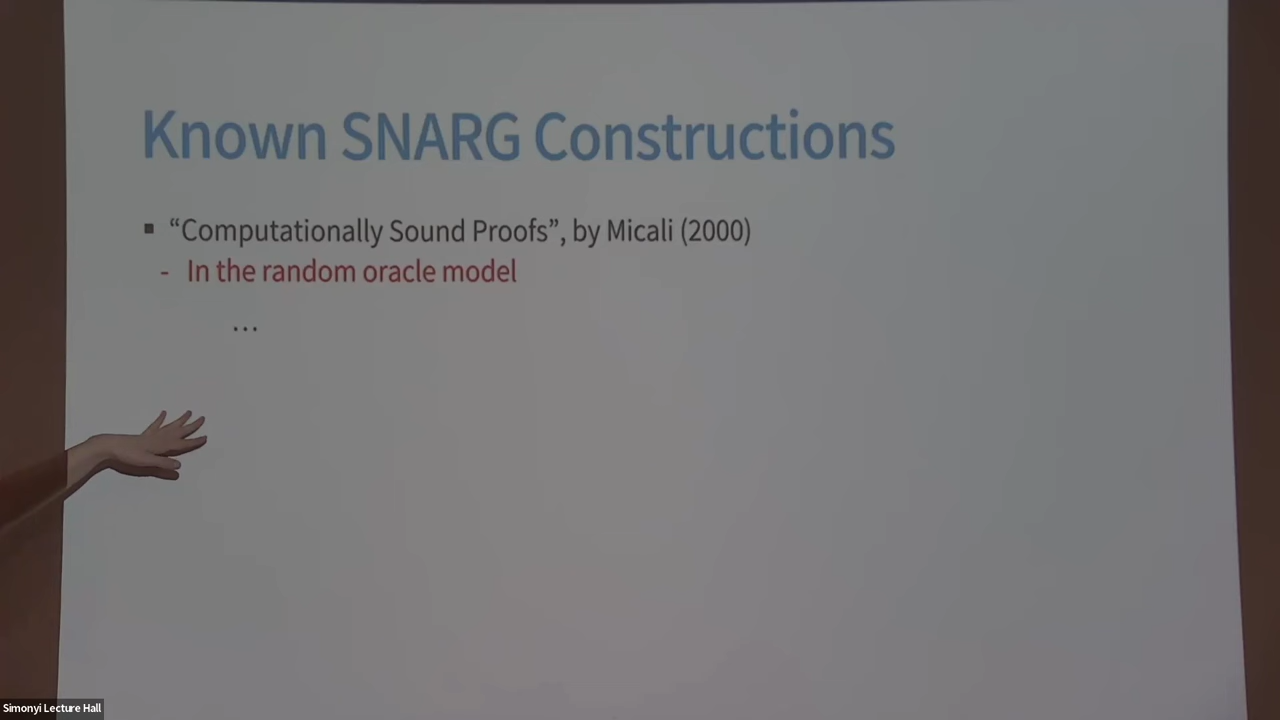 Known SNARG Constructions
▪ “Computationally Sound Proofs”, by Micali (2000)
- In the random oracle model
...
Simonyi Lecture Hall